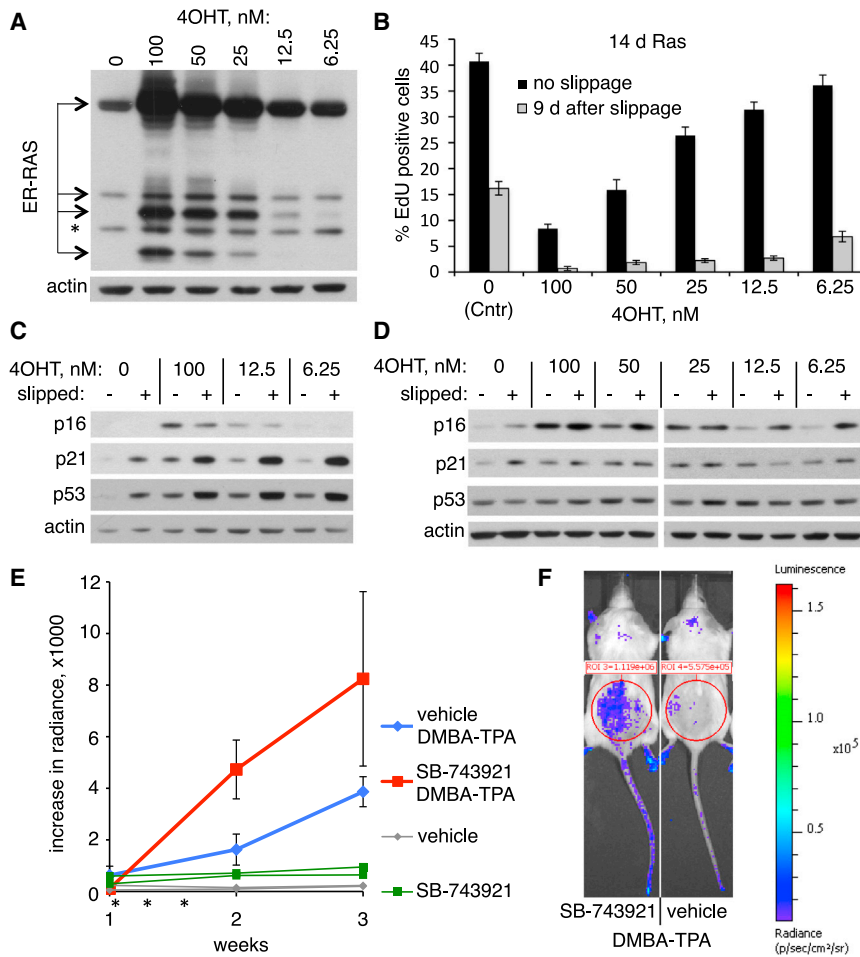 A
4OHT, nM:
0 100 50 25 12.5 6.25
ER-RAS
*
actin
B
14 d Ras
no slippage
9 d after slippage
% EdU positive cells
45
40
35
30
25
20
15
10
5
0
0 100 50 25 12.5 6.25
(Cntr)
4OHT, nM
C
4OHT, nM: 0 100 12.5 6.25
slipped: - + - + - + - +
p16
p21
p53
actin
D
4OHT, nM: 0 100 50 25 12.5 6.25
slipped: - + - + - + - + - + - +
p16
p21
p53
actin
E
increase in radiance, x1000
12
10
8
6
4
2
0
1 * * * 2 3
weeks
vehicle
DMBA-TPA
SB-743921
DMBA-TPA
vehicle
SB-743921
F
ROI 3=1.119e+06 ROI 4=5.575e+05
SB-743921 vehicle
DMBA-TPA
Luminescence
1.5
1.0
x10⁵
0.5
Radiance
(p/sec/cm²/sr)